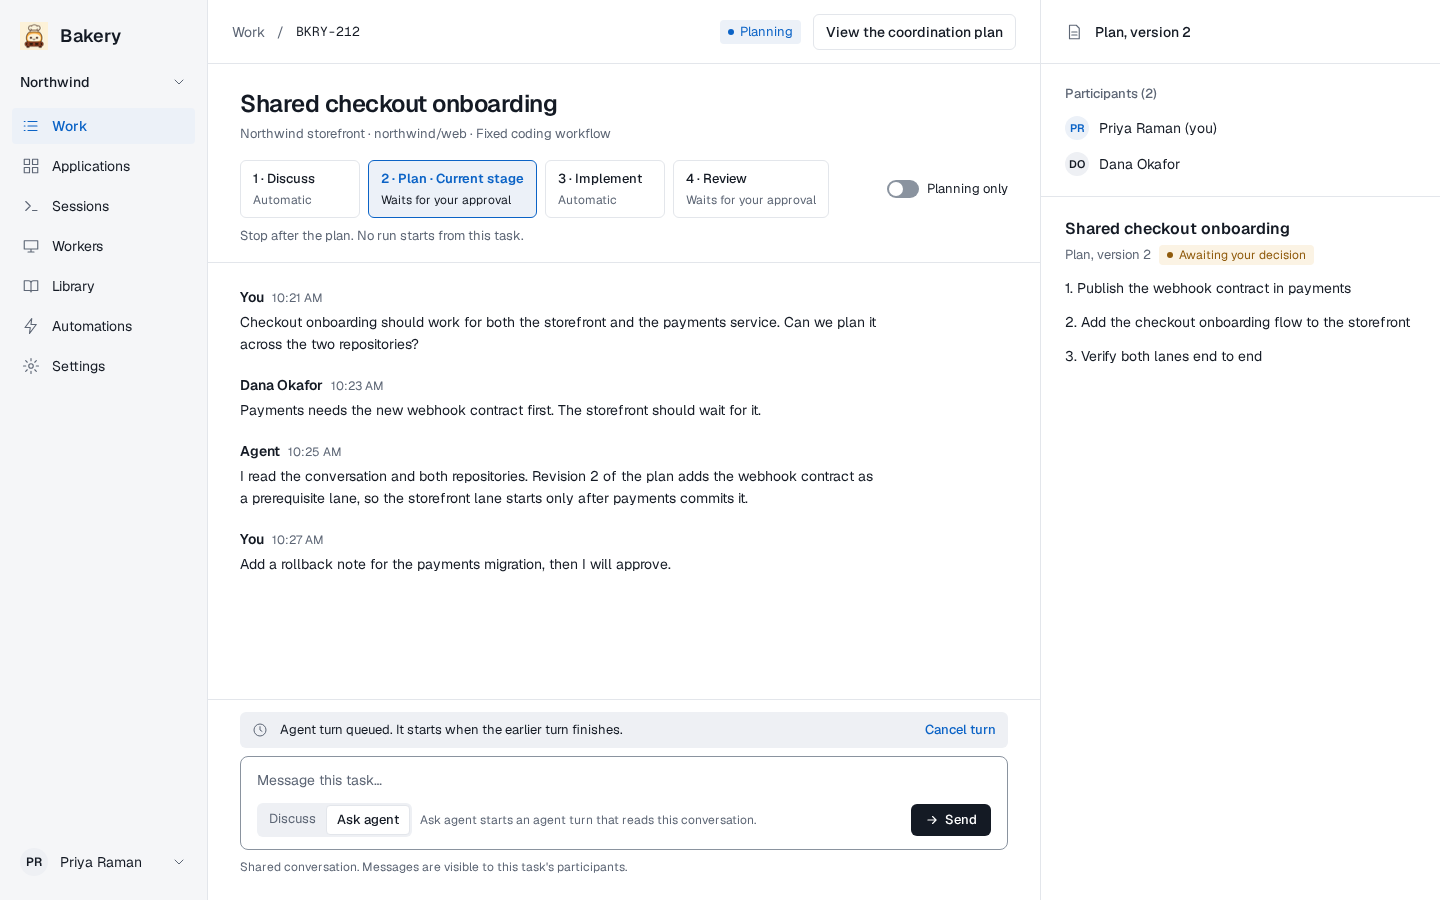 Bakery
Northwind
Work
Applications
Sessions
Workers
Library
Automations
Settings
PR Priya Raman
Work / BKRY-212
Planning
View the coordination plan
Shared checkout onboarding
Northwind storefront · northwind/web · Fixed coding workflow
1 · Discuss
Automatic
2 · Plan · Current stage
Waits for your approval
3 · Implement
Automatic
4 · Review
Waits for your approval
Planning only
Stop after the plan. No run starts from this task.
You 10:21 AM
Checkout onboarding should work for both the storefront and the payments service. Can we plan it
across the two repositories?
Dana Okafor 10:23 AM
Payments needs the new webhook contract first. The storefront should wait for it.
Agent 10:25 AM
I read the conversation and both repositories. Revision 2 of the plan adds the webhook contract as
a prerequisite lane, so the storefront lane starts only after payments commits it.
You 10:27 AM
Add a rollback note for the payments migration, then I will approve.
Agent turn queued. It starts when the earlier turn finishes.
Cancel turn
Message this task...
Discuss
Ask agent
Ask agent starts an agent turn that reads this conversation.
Send
Shared conversation. Messages are visible to this task's participants.
Plan, version 2
Participants (2)
PR Priya Raman (you)
DO Dana Okafor
Shared checkout onboarding
Plan, version 2
Awaiting your decision
1. Publish the webhook contract in payments
2. Add the checkout onboarding flow to the storefront
3. Verify both lanes end to end